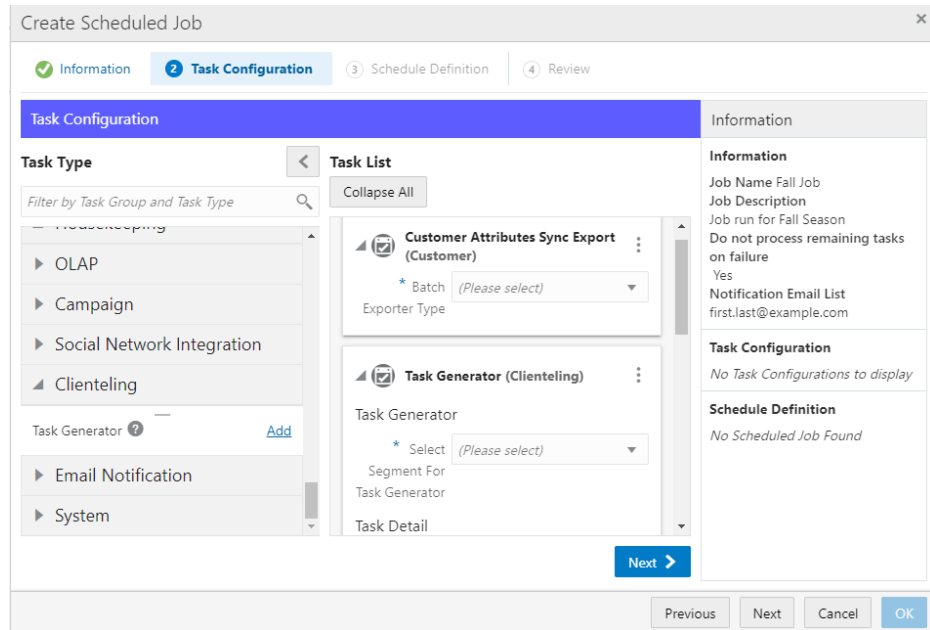 Create Scheduled Job
×
Information
2 Task Configuration
3 Schedule Definition
4 Review
Task Configuration
Task Type
Filter by Task Group and Task Type
Housekeeping
OLAP
Campaign
Social Network Integration
Clienteling
Task Generator ?
Add
Email Notification
System
Task List
Collapse All
Customer Attributes Sync Export
(Customer)
* Batch
Exporter Type
(Please select)
Task Generator (Clienteling)
Task Generator
* Select
Segment For
Task Generator
(Please select)
Task Detail
Next
Information
Information
Job Name Fall Job
Job Description
Job run for Fall Season
Do not process remaining tasks
on failure
Yes
Notification Email List
first.last@example.com
Task Configuration
No Task Configurations to display
Schedule Definition
No Scheduled Job Found
Previous
Next
Cancel
OK